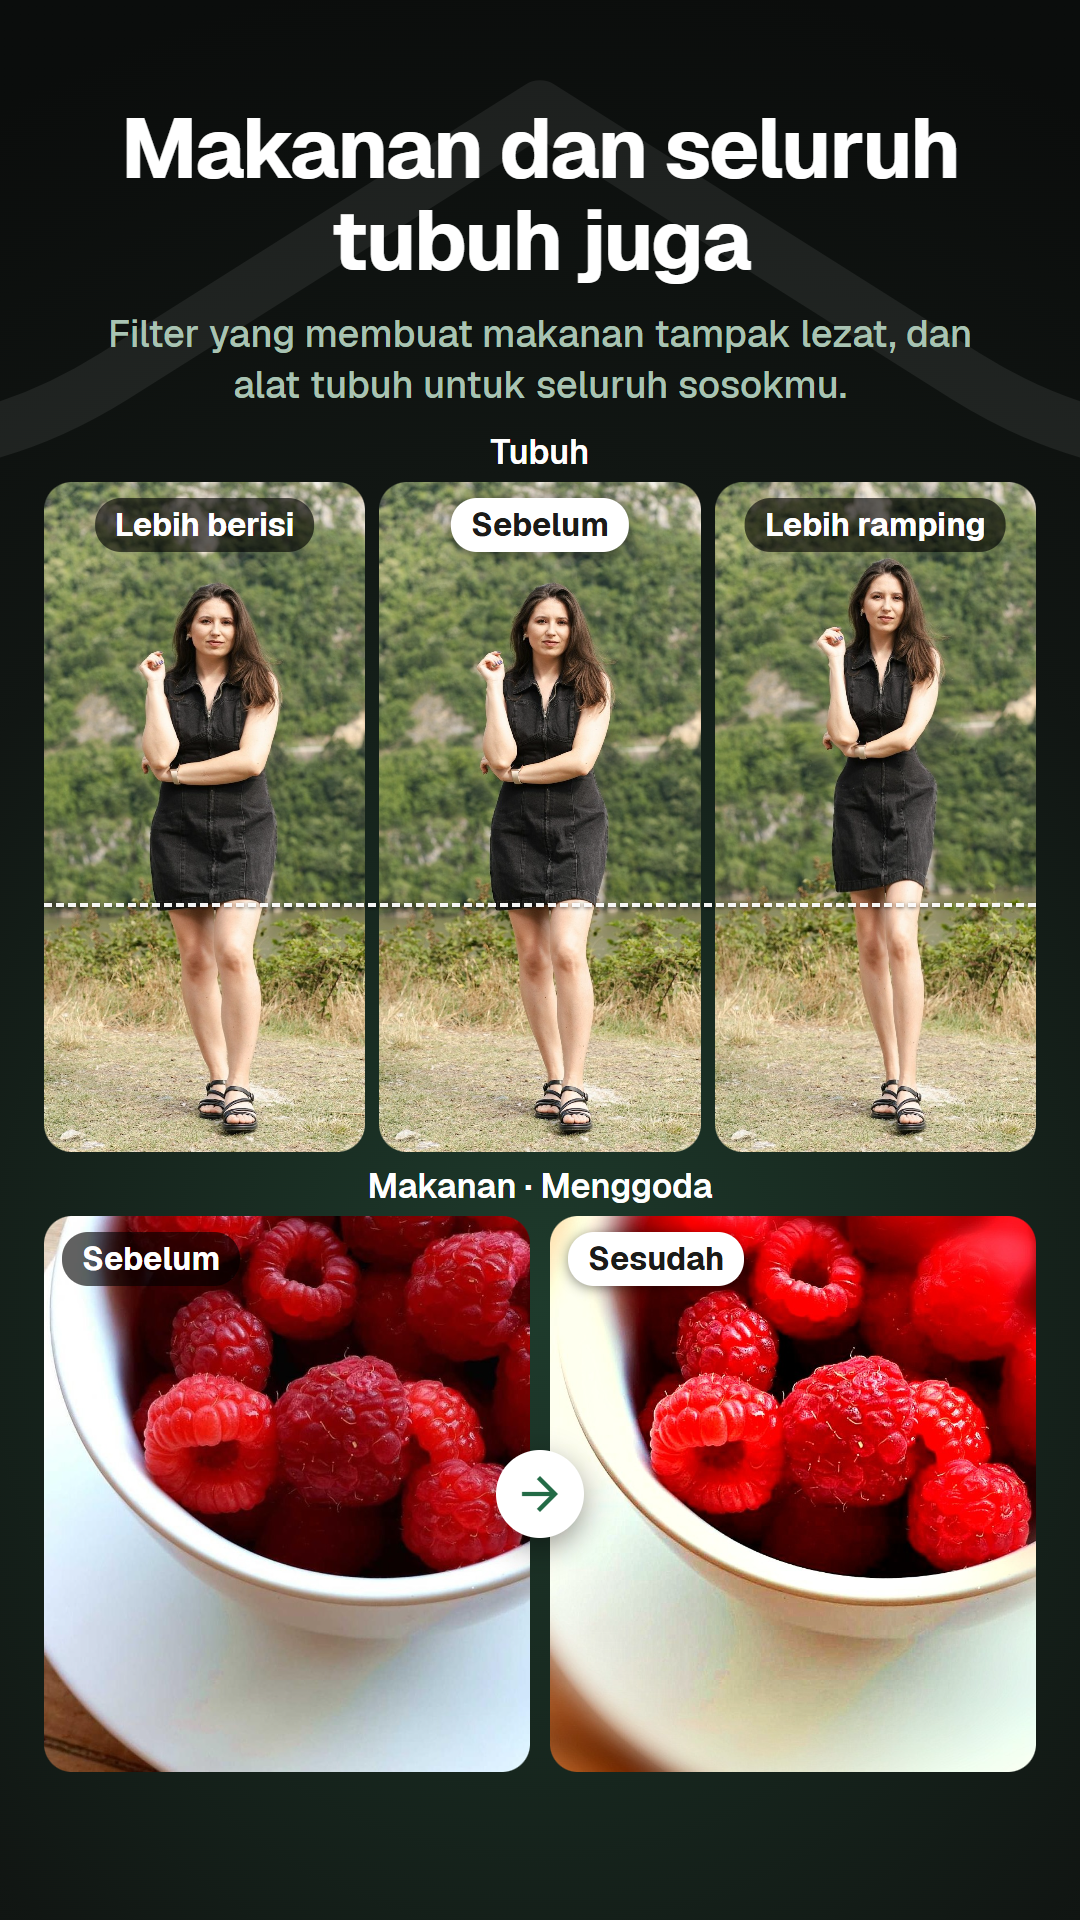 Makanan dan seluruh
tubuh juga
Filter yang membuat makanan tampak lezat, dan
alat tubuh untuk seluruh sosokmu.
Tubuh
Lebih berisi
Sebelum
Lebih ramping
Makanan · Menggoda
Sebelum
Sesudah